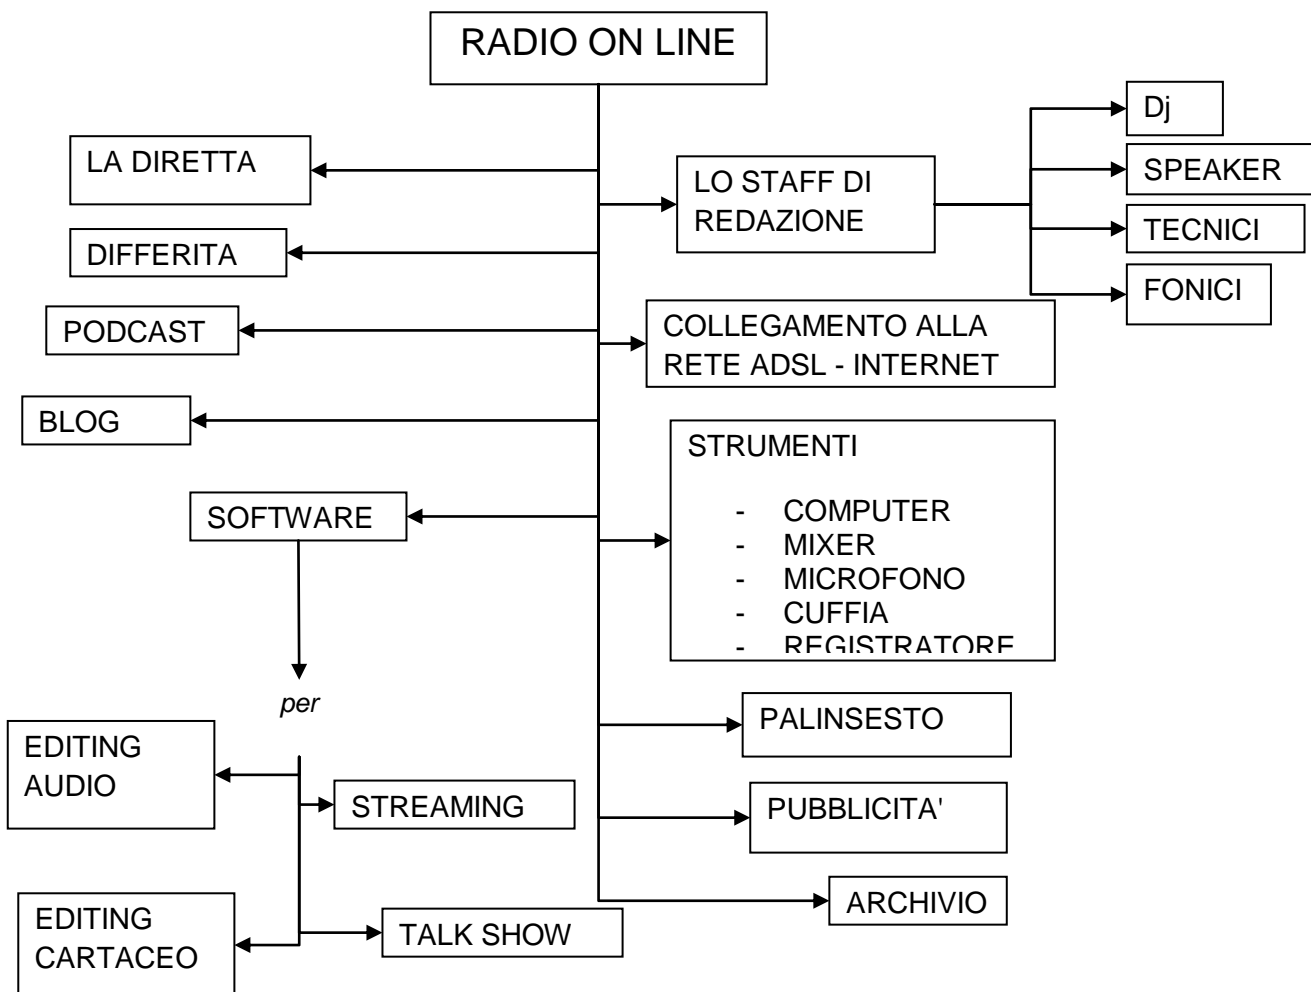 RADIO ON LINE
Dj
LA DIRETTA
SPEAKER
LO STAFF DI
REDAZIONE
TECNICI
DIFFERITA
FONICI
PODCAST
COLLEGAMENTO ALLA
RETE ADSL - INTERNET
BLOG
STRUMENTI
- COMPUTER
- MIXER
- MICROFONO
- CUFFIA
- REGISTRATORE
SOFTWARE
per
PALINSESTO
EDITING
AUDIO
STREAMING
PUBBLICITA'
EDITING
CARTACEO
TALK SHOW
ARCHIVIO